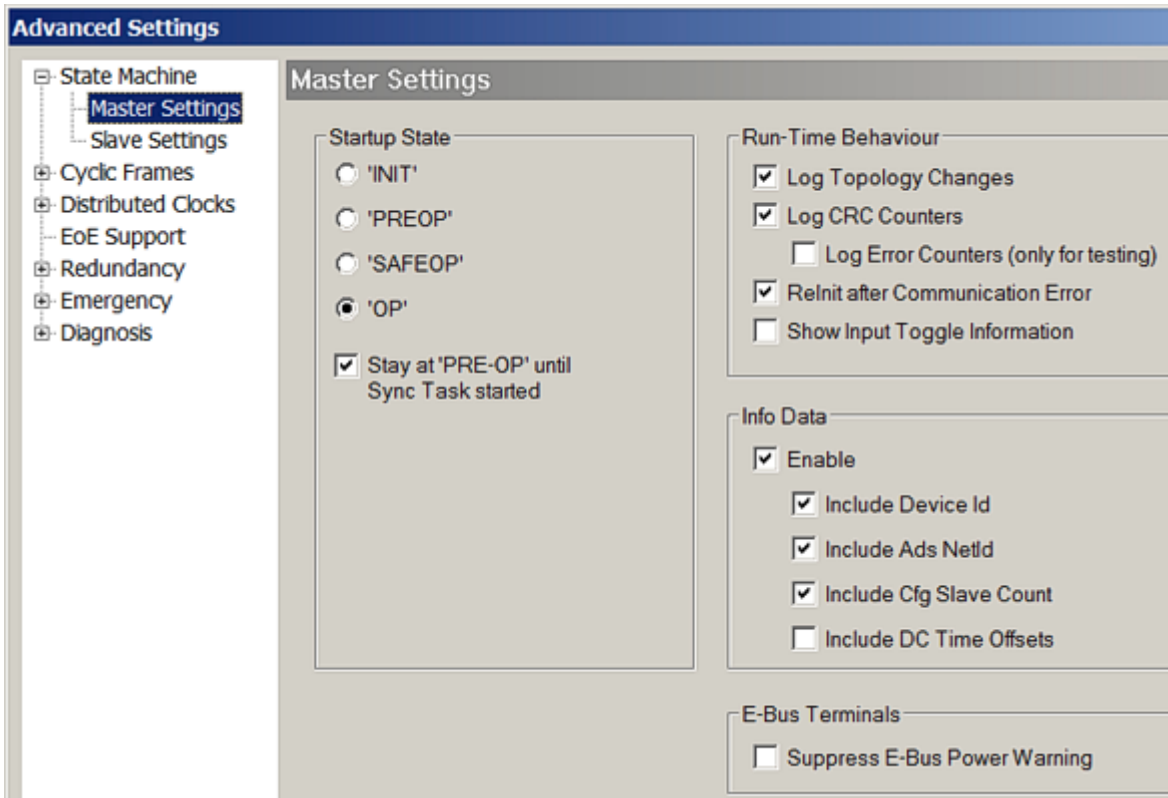 Advanced Settings
State Machine
Master Settings
Slave Settings
Cyclic Frames
Distributed Clocks
EoE Support
Redundancy
Emergency
Diagnosis
Master Settings
Startup State
'INIT'
'PREOP'
'SAFEOP'
'OP'
Stay at 'PRE-OP' until
Sync Task started
Run-Time Behaviour
Log Topology Changes
Log CRC Counters
Log Error Counters (only for testing)
ReInit after Communication Error
Show Input Toggle Information
Info Data
Enable
Include Device Id
Include Ads NetId
Include Cfg Slave Count
Include DC Time Offsets
E-Bus Terminals
Suppress E-Bus Power Warning